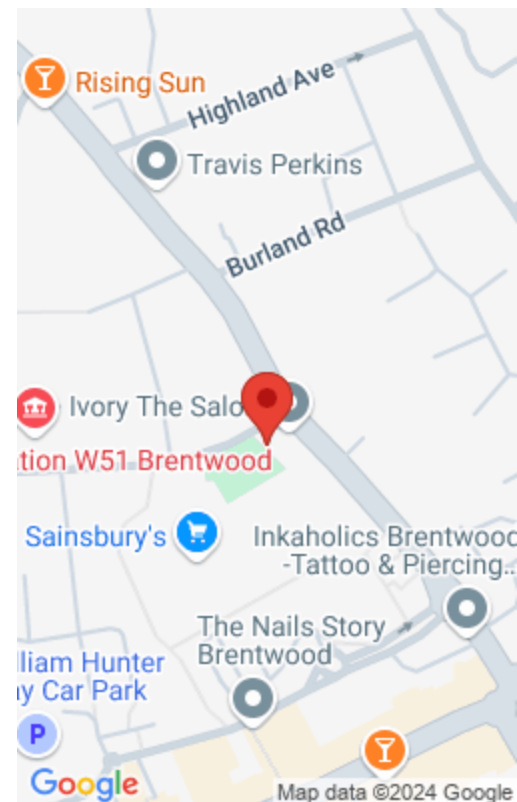 Rising Sun
Highland Ave
Travis Perkins
Burland Rd
Ivory The Salo
tion W51 Brentwood
Sainsbury's
Inkaholics Brentwood
-Tattoo & Piercing...
The Nails Story
Brentwood
lliam Hunter
ay Car Park
P
Google
Map data ©2024 Google